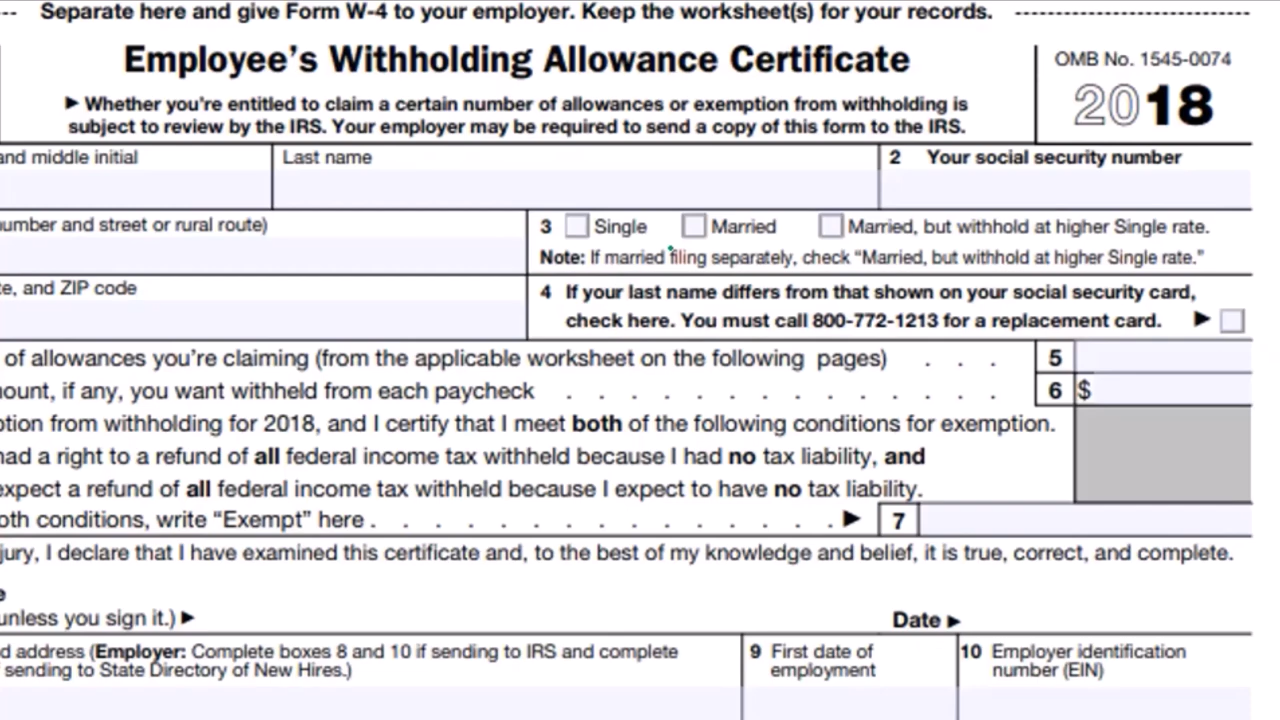 Separate here and give Form W-4 to your employer. Keep the worksheet(s) for your records.
Employee's Withholding Allowance Certificate
OMB No. 1545-0074
2018
▶ Whether you're entitled to claim a certain number of allowances or exemption from withholding is
subject to review by the IRS. Your employer may be required to send a copy of this form to the IRS.
and middle initial
Last name
2 Your social security number
number and street or rural route)
3 Single Married Married, but withhold at higher Single rate.
Note: If married filing separately, check “Married, but withhold at higher Single rate.”
te, and ZIP code
4 If your last name differs from that shown on your social security card,
check here. You must call 800-772-1213 for a replacement card. ▶
of allowances you're claiming (from the applicable worksheet on the following pages) . . . 5
ount, if any, you want withheld from each paycheck . . . . . . . . . . . . . . 6 $
ption from withholding for 2018, and I certify that I meet both of the following conditions for exemption.
had a right to a refund of all federal income tax withheld because I had no tax liability, and
expect a refund of all federal income tax withheld because I expect to have no tax liability.
oth conditions, write “Exempt” here . . . . . . . . . . . . . . . ▶ 7
jury, I declare that I have examined this certificate and, to the best of my knowledge and belief, it is true, correct, and complete.
e
unless you sign it.) ▶
Date ▶
d address (Employer: Complete boxes 8 and 10 if sending to IRS and complete
sending to State Directory of New Hires.)
9 First date of
employment
10 Employer identification
number (EIN)